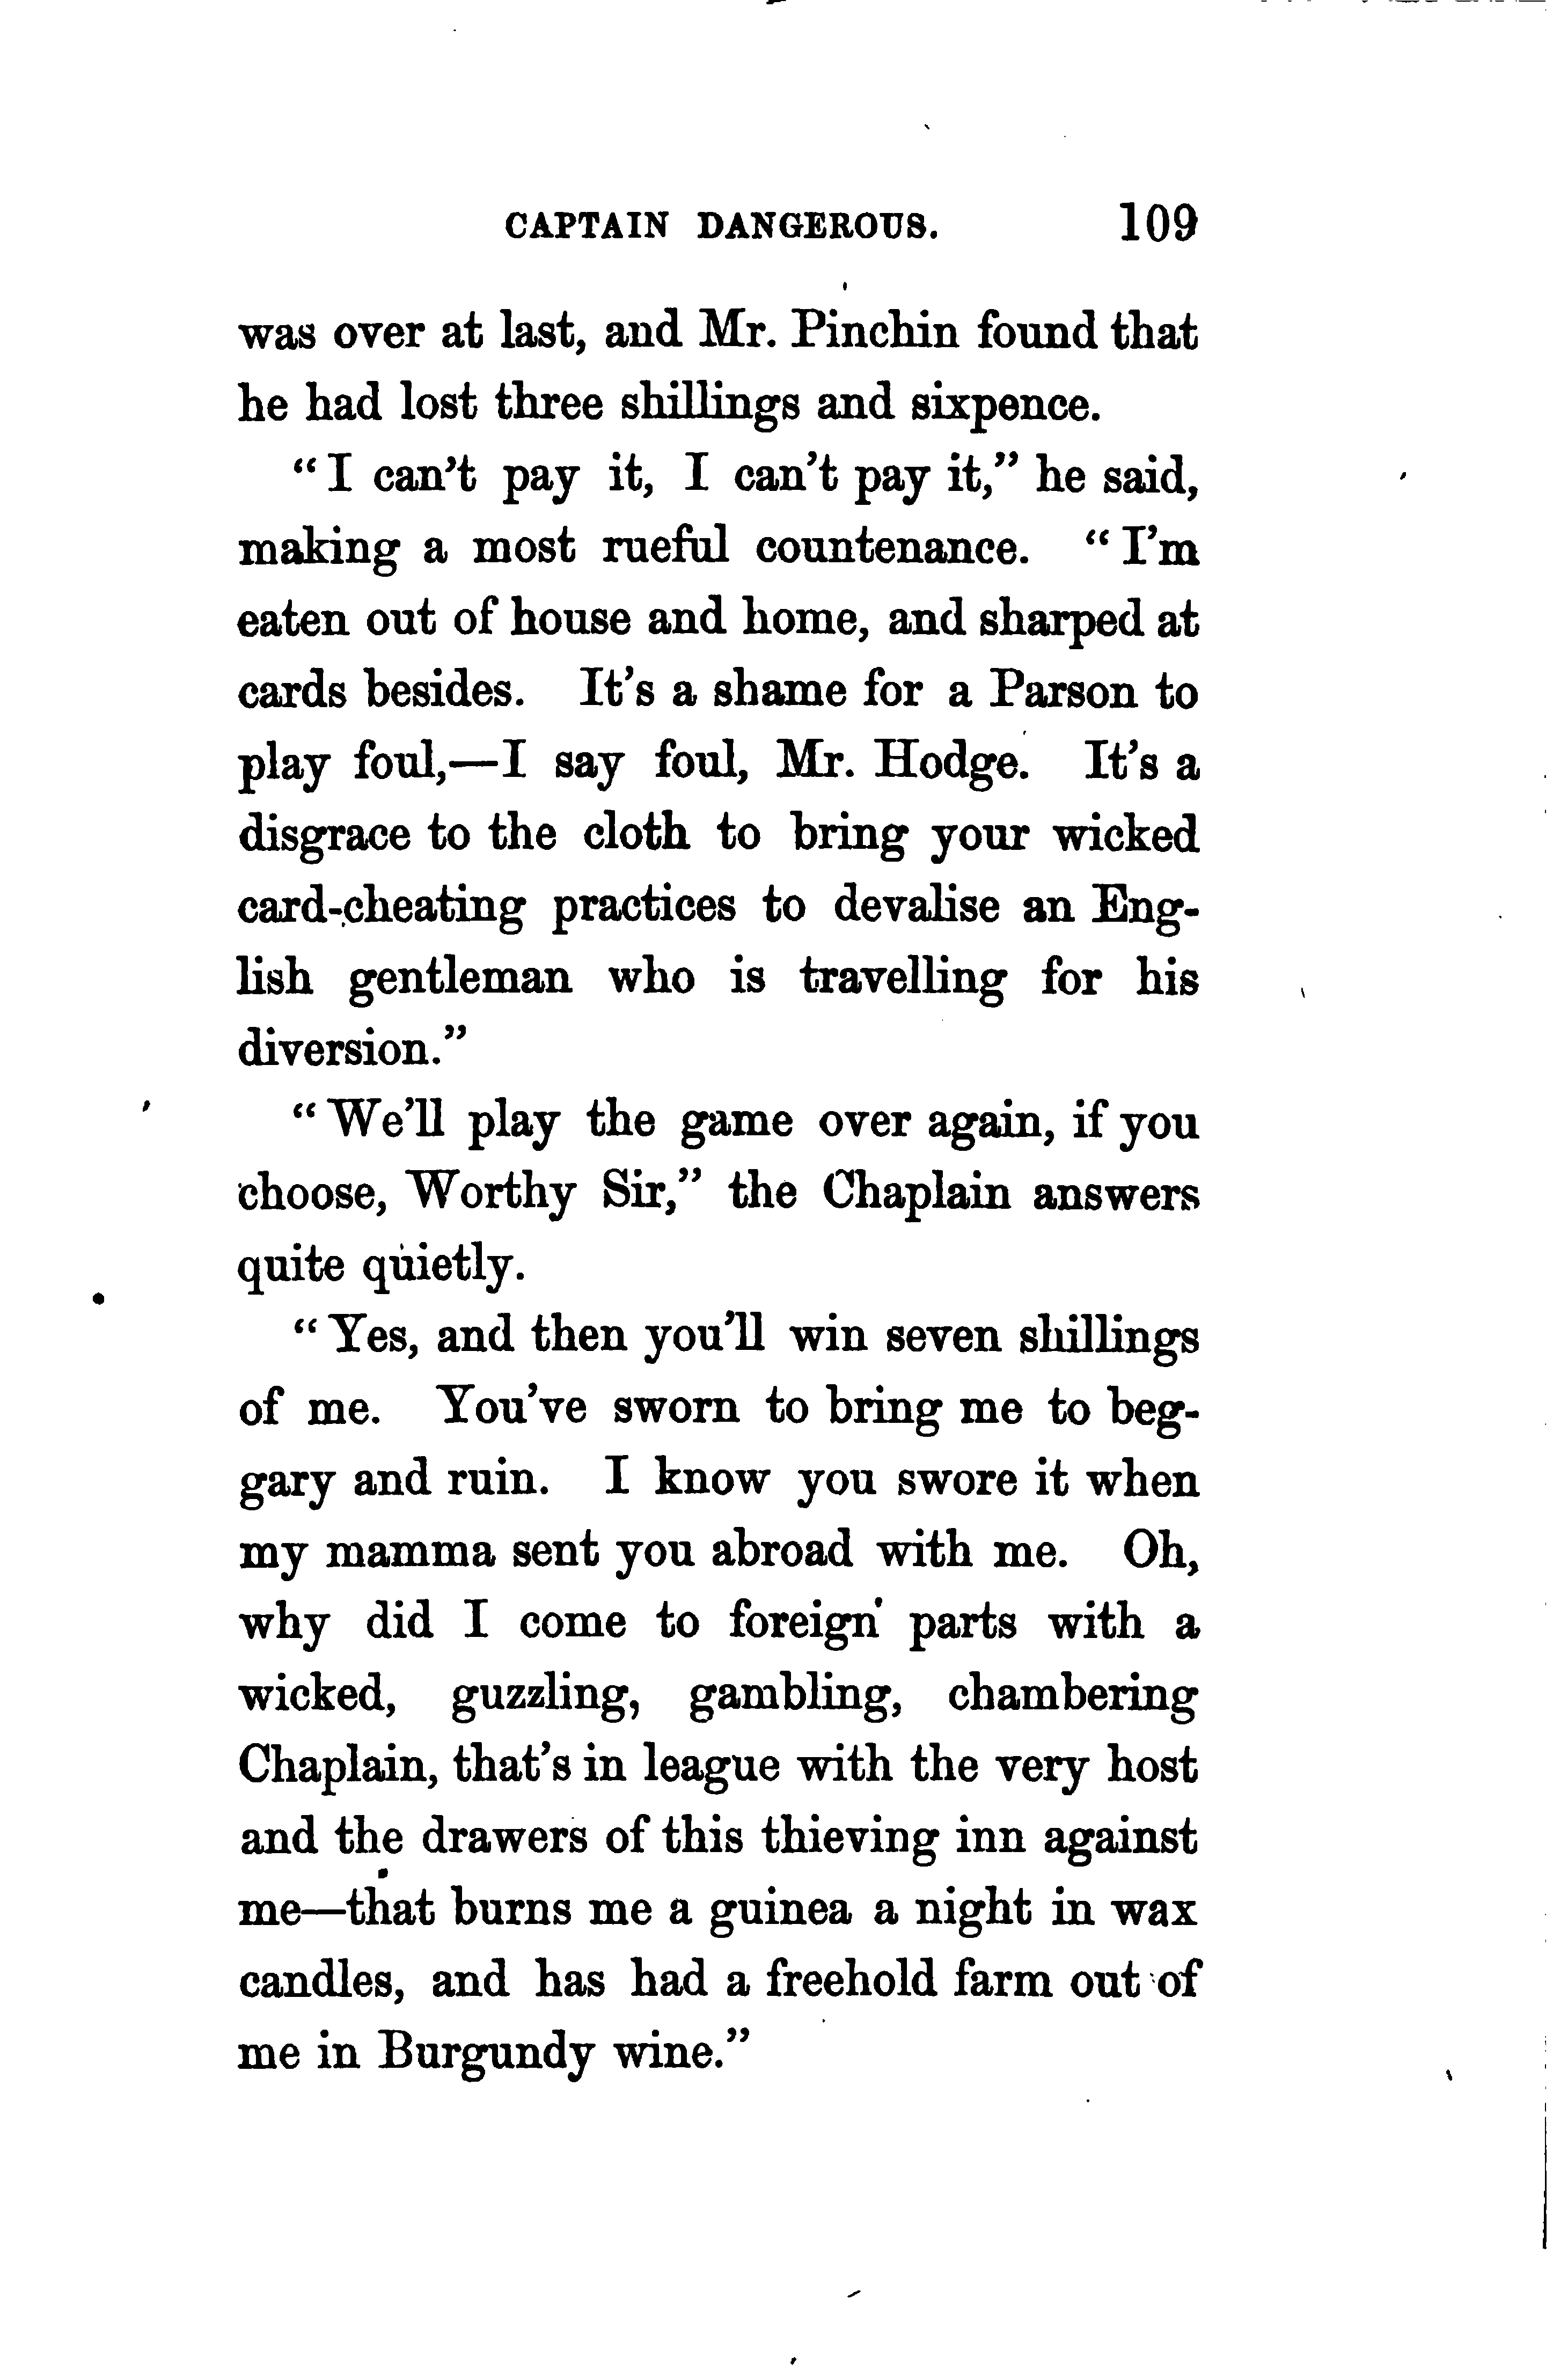 CAPTAIN DANGEROUS. 109
was over at last, and Mr. Pinchin found that
he had lost three shillings and sixpence.
"I can't pay it, I can't pay it," he said,
making a most rueful countenance. "I'm
eaten out of house and home, and sharped at
cards besides. It's a shame for a Parson to
play foul,—I say foul, Mr. Hodge. It's a
disgrace to the cloth to bring your wicked
card-cheating practices to devalise an Eng-
lish gentleman who is travelling for his
diversion."
"We'll play the game over again, if you
choose, Worthy Sir," the Chaplain answers
quite quietly.
"Yes, and then you'll win seven shillings
of me. You've sworn to bring me to beg-
gary and ruin. I know you swore it when
my mamma sent you abroad with me. Oh,
why did I come to foreign parts with a
wicked, guzzling, gambling, chambering
Chaplain, that's in league with the very host
and the drawers of this thieving inn against
me—that burns me a guinea a night in wax
candles, and has had a freehold farm out of
me in Burgundy wine."